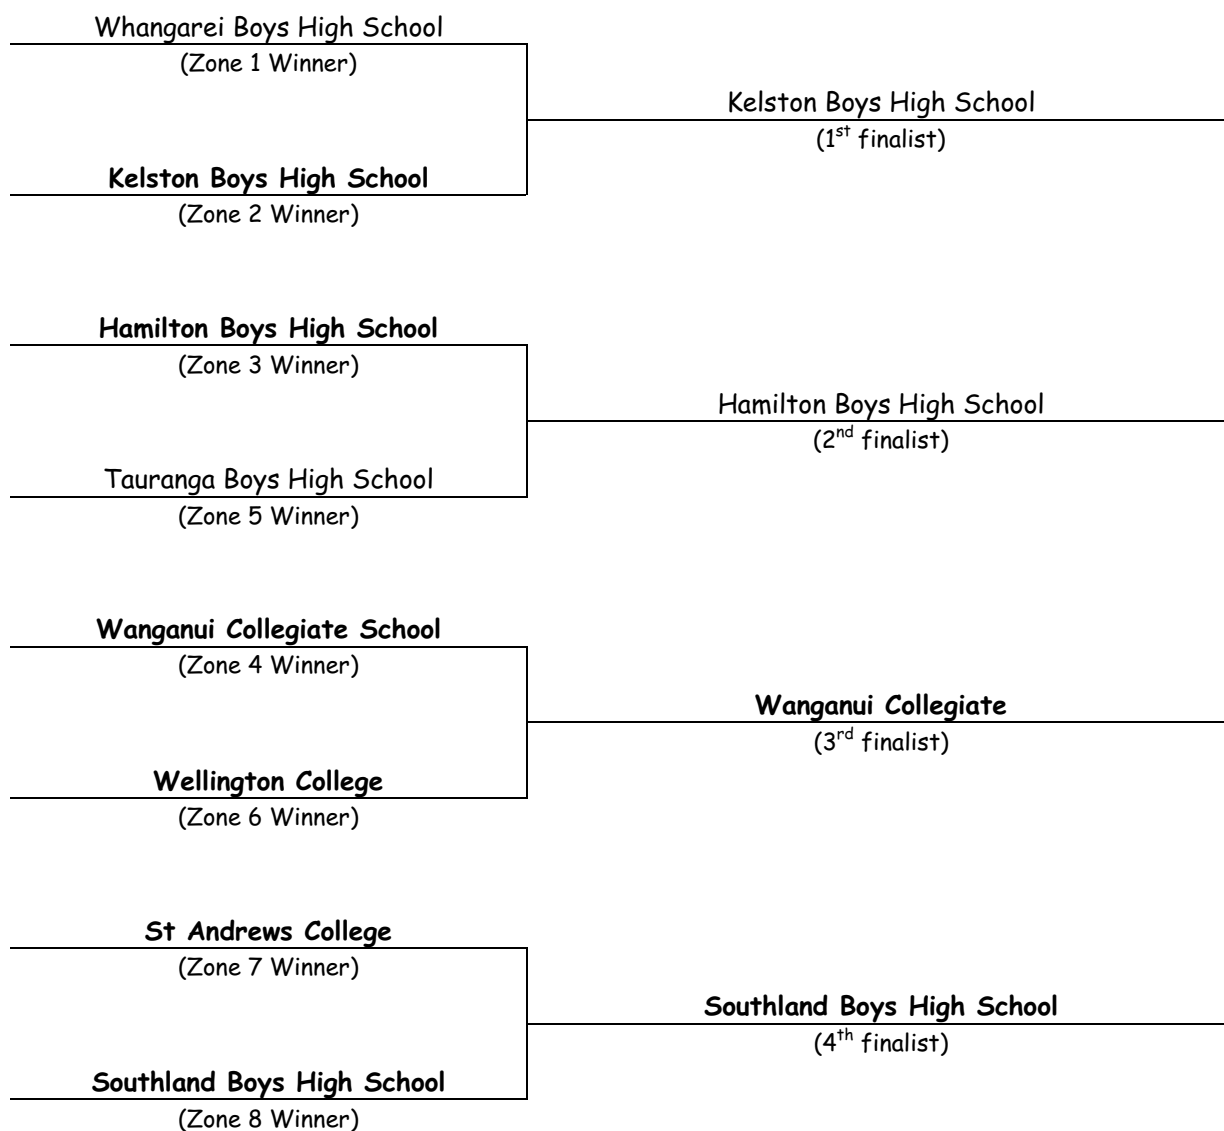 Whangarei Boys High School
(Zone 1 Winner)
Kelston Boys High School
(1st finalist)
Kelston Boys High School
(Zone 2 Winner)
Hamilton Boys High School
(Zone 3 Winner)
Hamilton Boys High School
(2nd finalist)
Tauranga Boys High School
(Zone 5 Winner)
Wanganui Collegiate School
(Zone 4 Winner)
Wanganui Collegiate
(3rd finalist)
Wellington College
(Zone 6 Winner)
St Andrews College
(Zone 7 Winner)
Southland Boys High School
(4th finalist)
Southland Boys High School
(Zone 8 Winner)